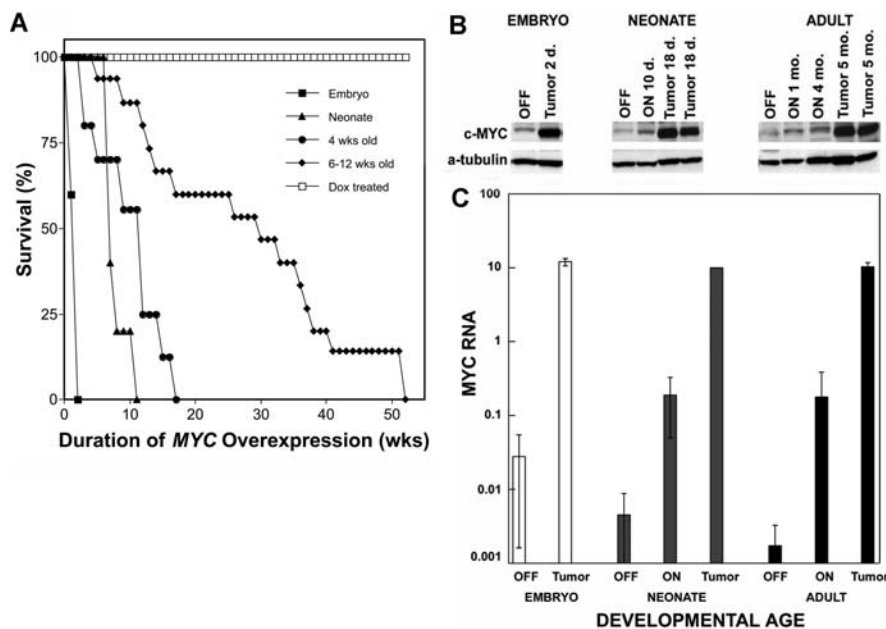 A
Survival (%)
100
75
50
25
0
Embryo
Neonate
4 wks old
6-12 wks old
Dox treated
0 10 20 30 40 50
Duration of MYC Overexpression (wks)
B
EMBRYO NEONATE ADULT
OFF
Tumor 2 d.
OFF
ON 10 d.
Tumor 18 d.
Tumor 18 d.
OFF
ON 1 mo.
ON 4 mo.
Tumor 5 mo.
Tumor 5 mo.
c-MYC
a-tubulin
C
MYC RNA
100
10
1
0.1
0.01
0.001
OFF Tumor OFF ON Tumor OFF ON Tumor
EMBRYO NEONATE ADULT
DEVELOPMENTAL AGE